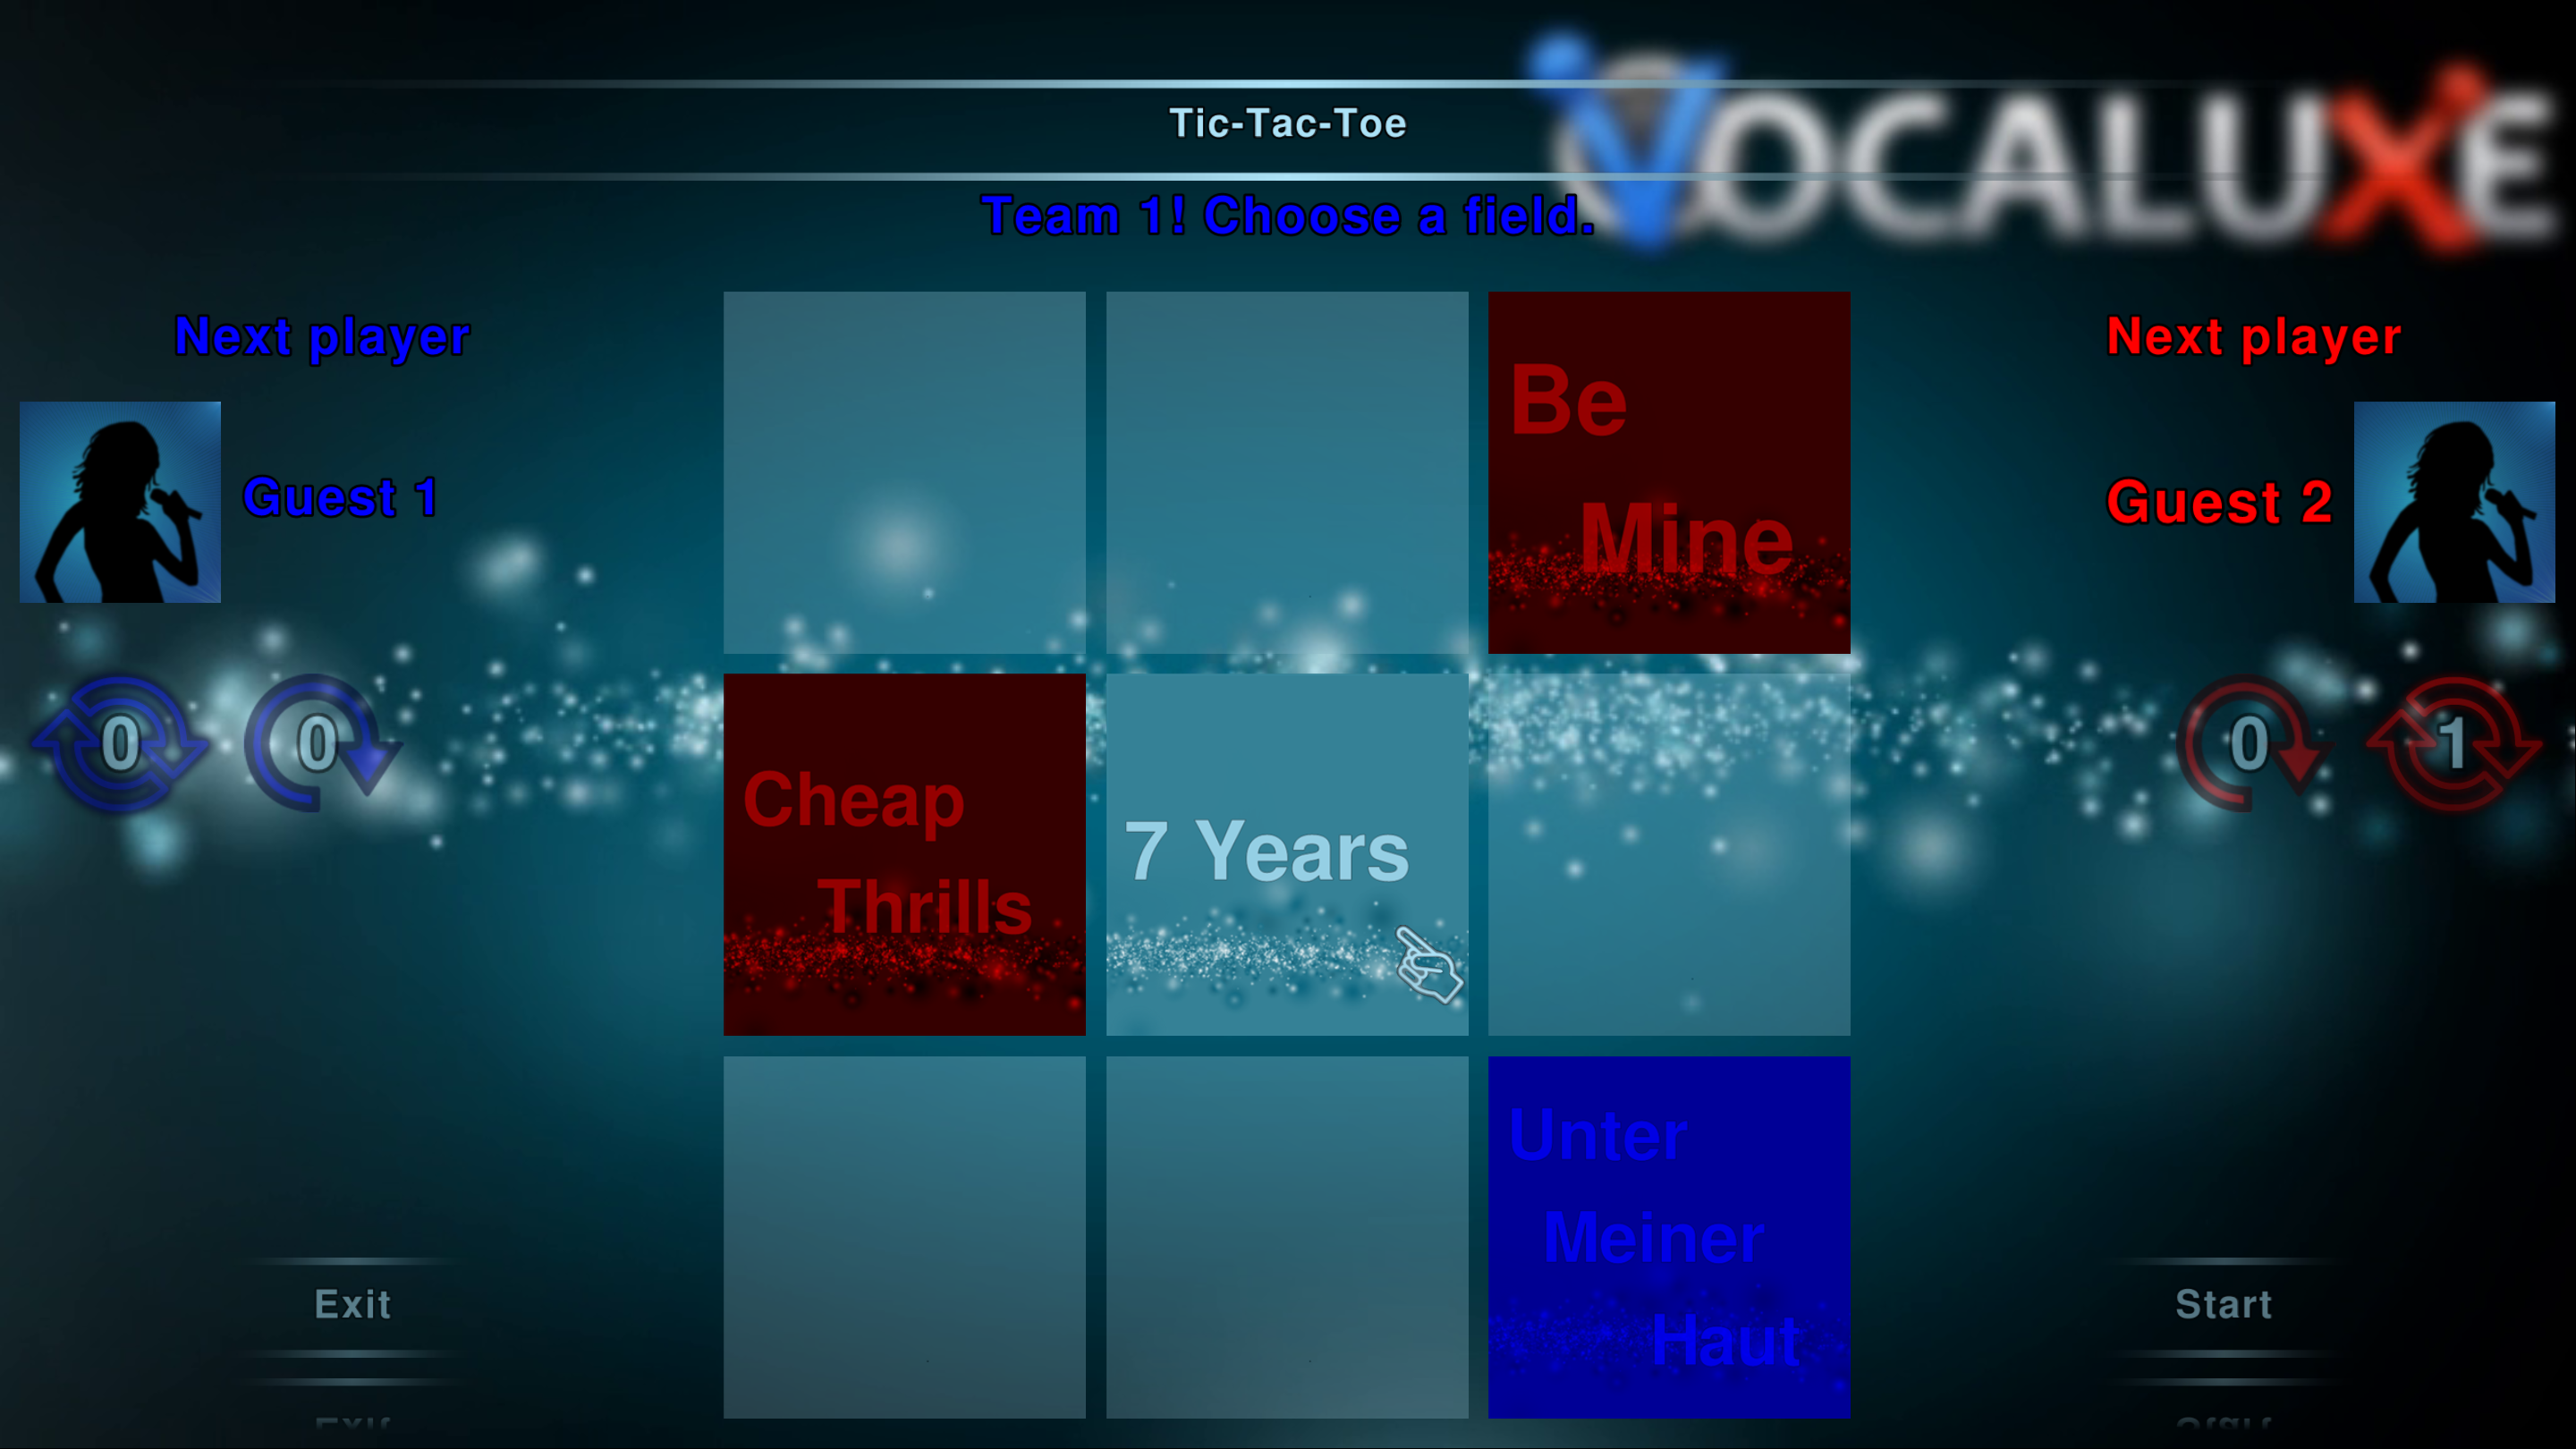 VOCALUXE
Tic-Tac-Toe
Team 1! Choose a field.
Next player
Guest 1
0
0
Be
Mine
Cheap
Thrills
7 Years
Unter
Meiner
Haut
Next player
Guest 2
0
1
Exit
Start